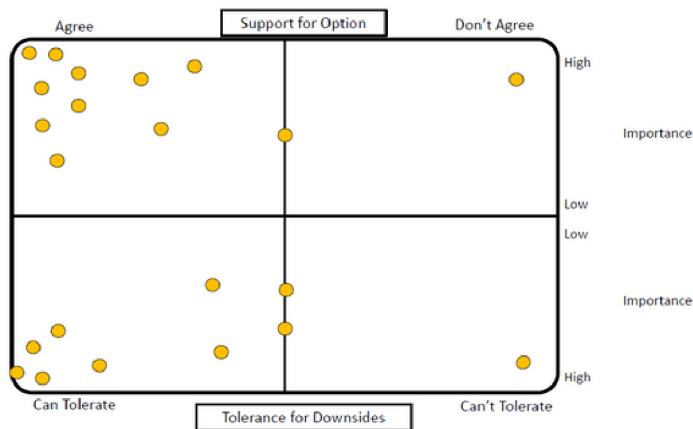 Agree
Support for Option
Don't Agree
High
Importance
Low
Low
Importance
High
Can Tolerate
Tolerance for Downsides
Can't Tolerate